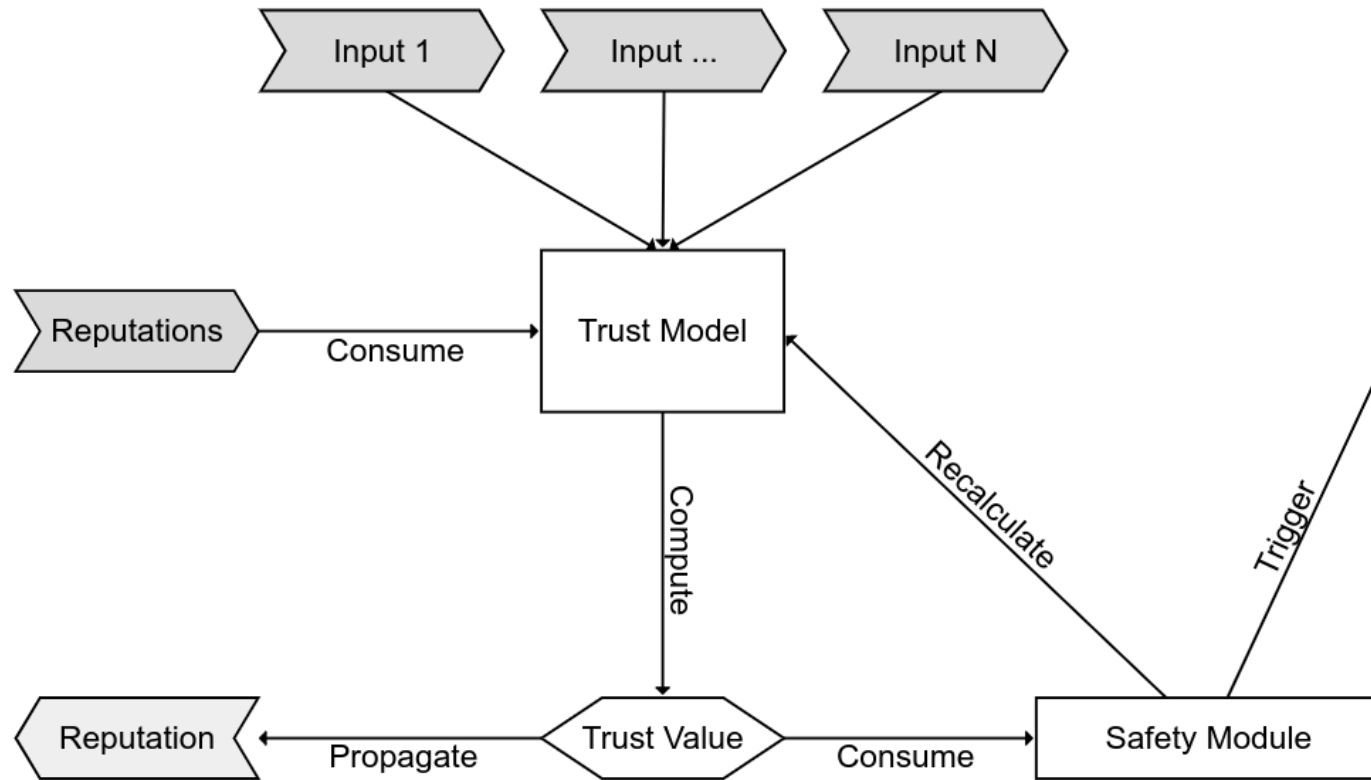 Input 1
Input ...
Input N
Reputations
Consume
Trust Model
Recalculate
Trigger
Compute
Reputation
Propagate
Trust Value
Consume
Safety Module